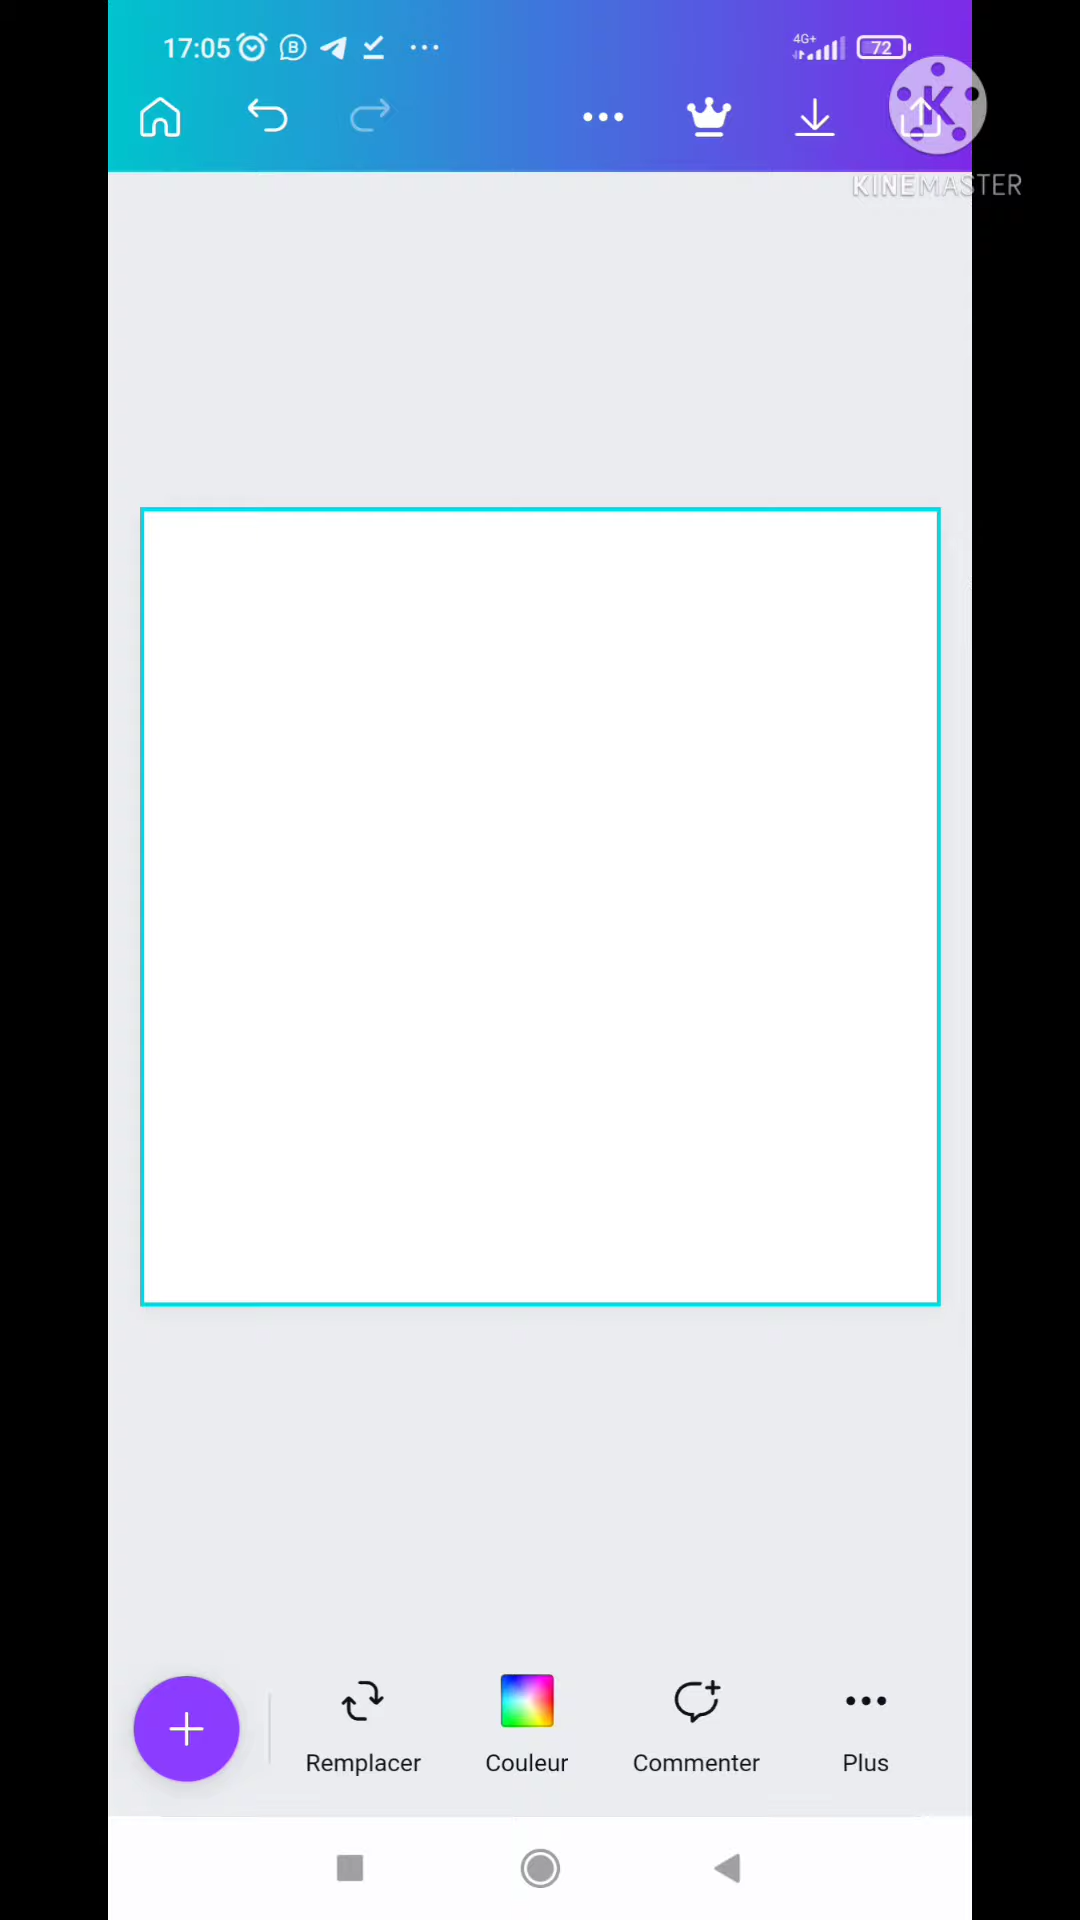 17:05
4G+
72
KINEMASTER
Remplacer
Couleur
Commenter
Plus